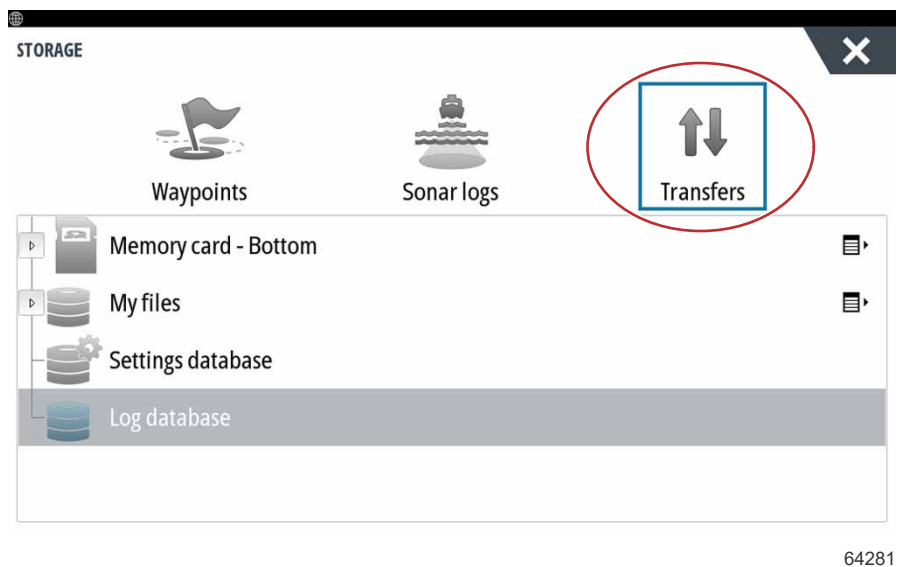 STORAGE
Waypoints
Sonar logs
Transfers
Memory card - Bottom
My files
Settings database
Log database
64281